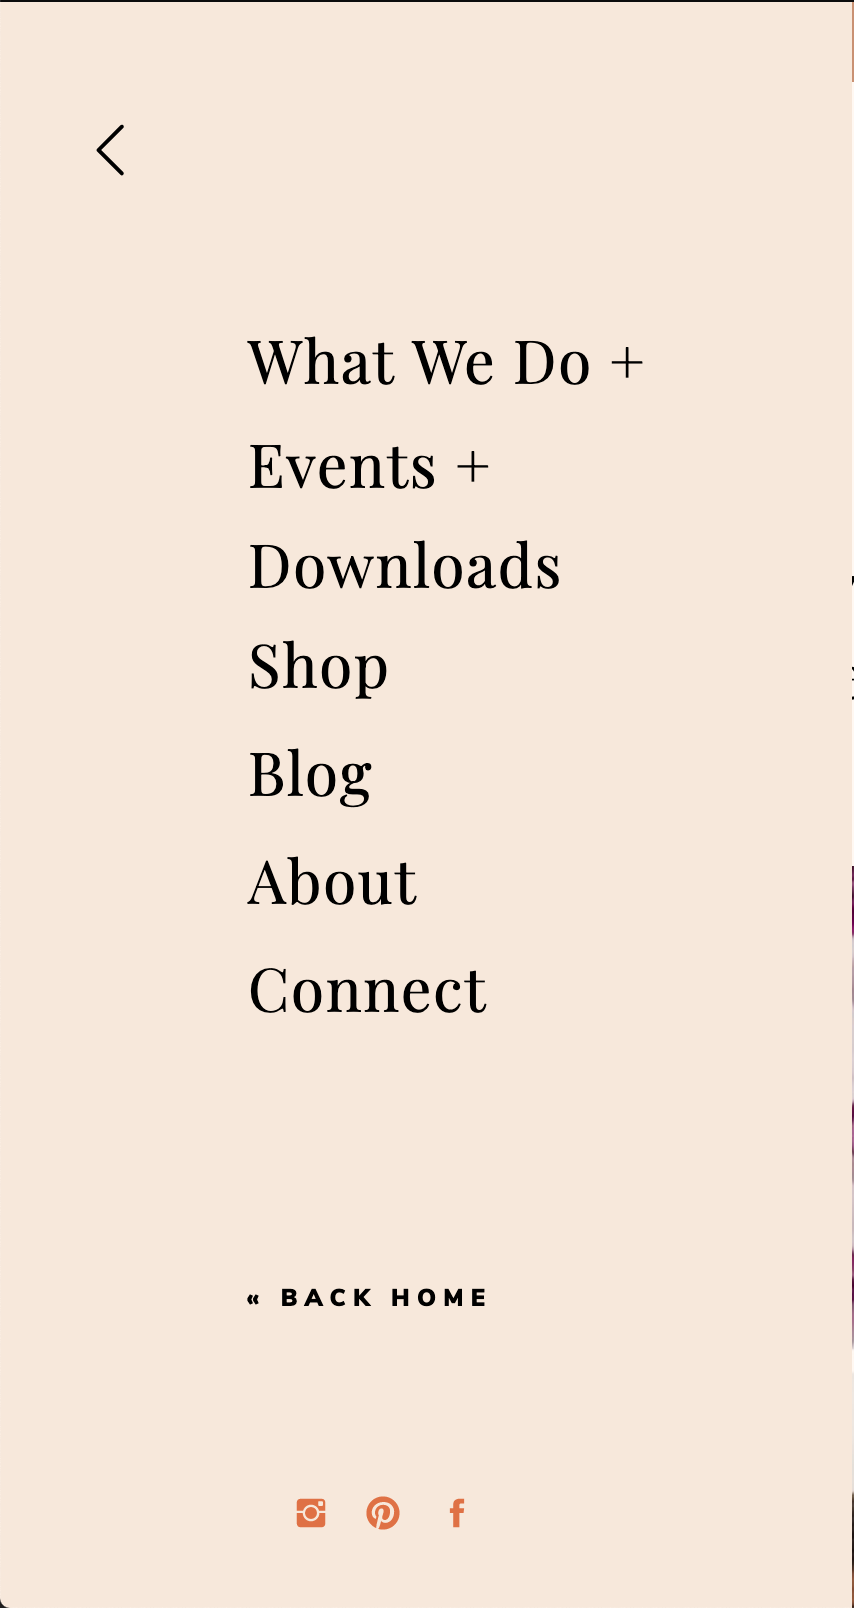 What We Do +
Events +
Downloads
Shop
Blog
About
Connect
« BACK HOME